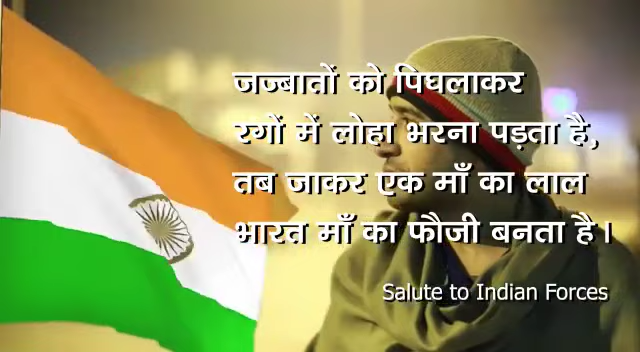 जज्बातों को पिघलाकर
रगों में लोहा भरना पड़ता है,
तब जाकर एक माँ का लाल
भारत माँ का फौजी बनता है।
Salute to Indian Forces